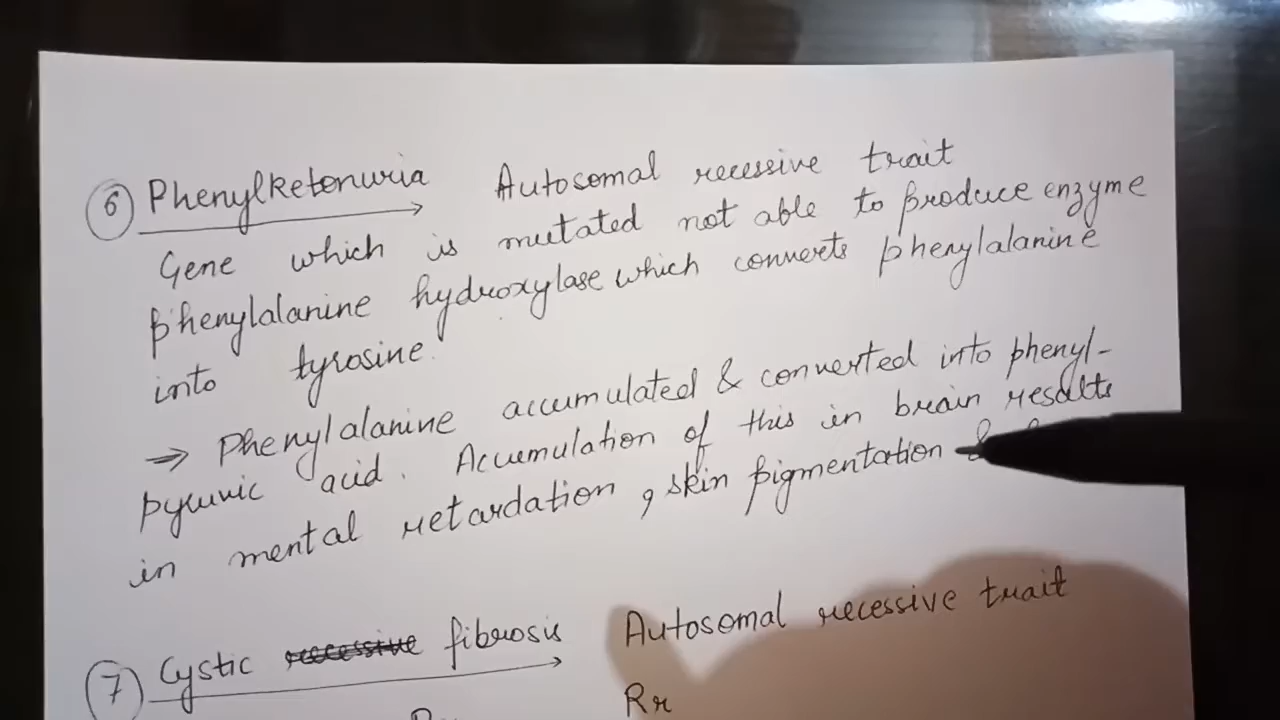 6 Phenylketonuria Autosomal recessive trait
Gene which is mutated not able to produce enzyme
phenylalanine hydroxylase which converts phenylalanine
into tyrosine.
⇒ Phenylalanine accumulated & converted into phenyl-
pyruvic acid. Accumulation of this in brain results
in mental retardation, skin pigmentation &
7 Cystic fibrosis Autosomal recessive trait
Rr